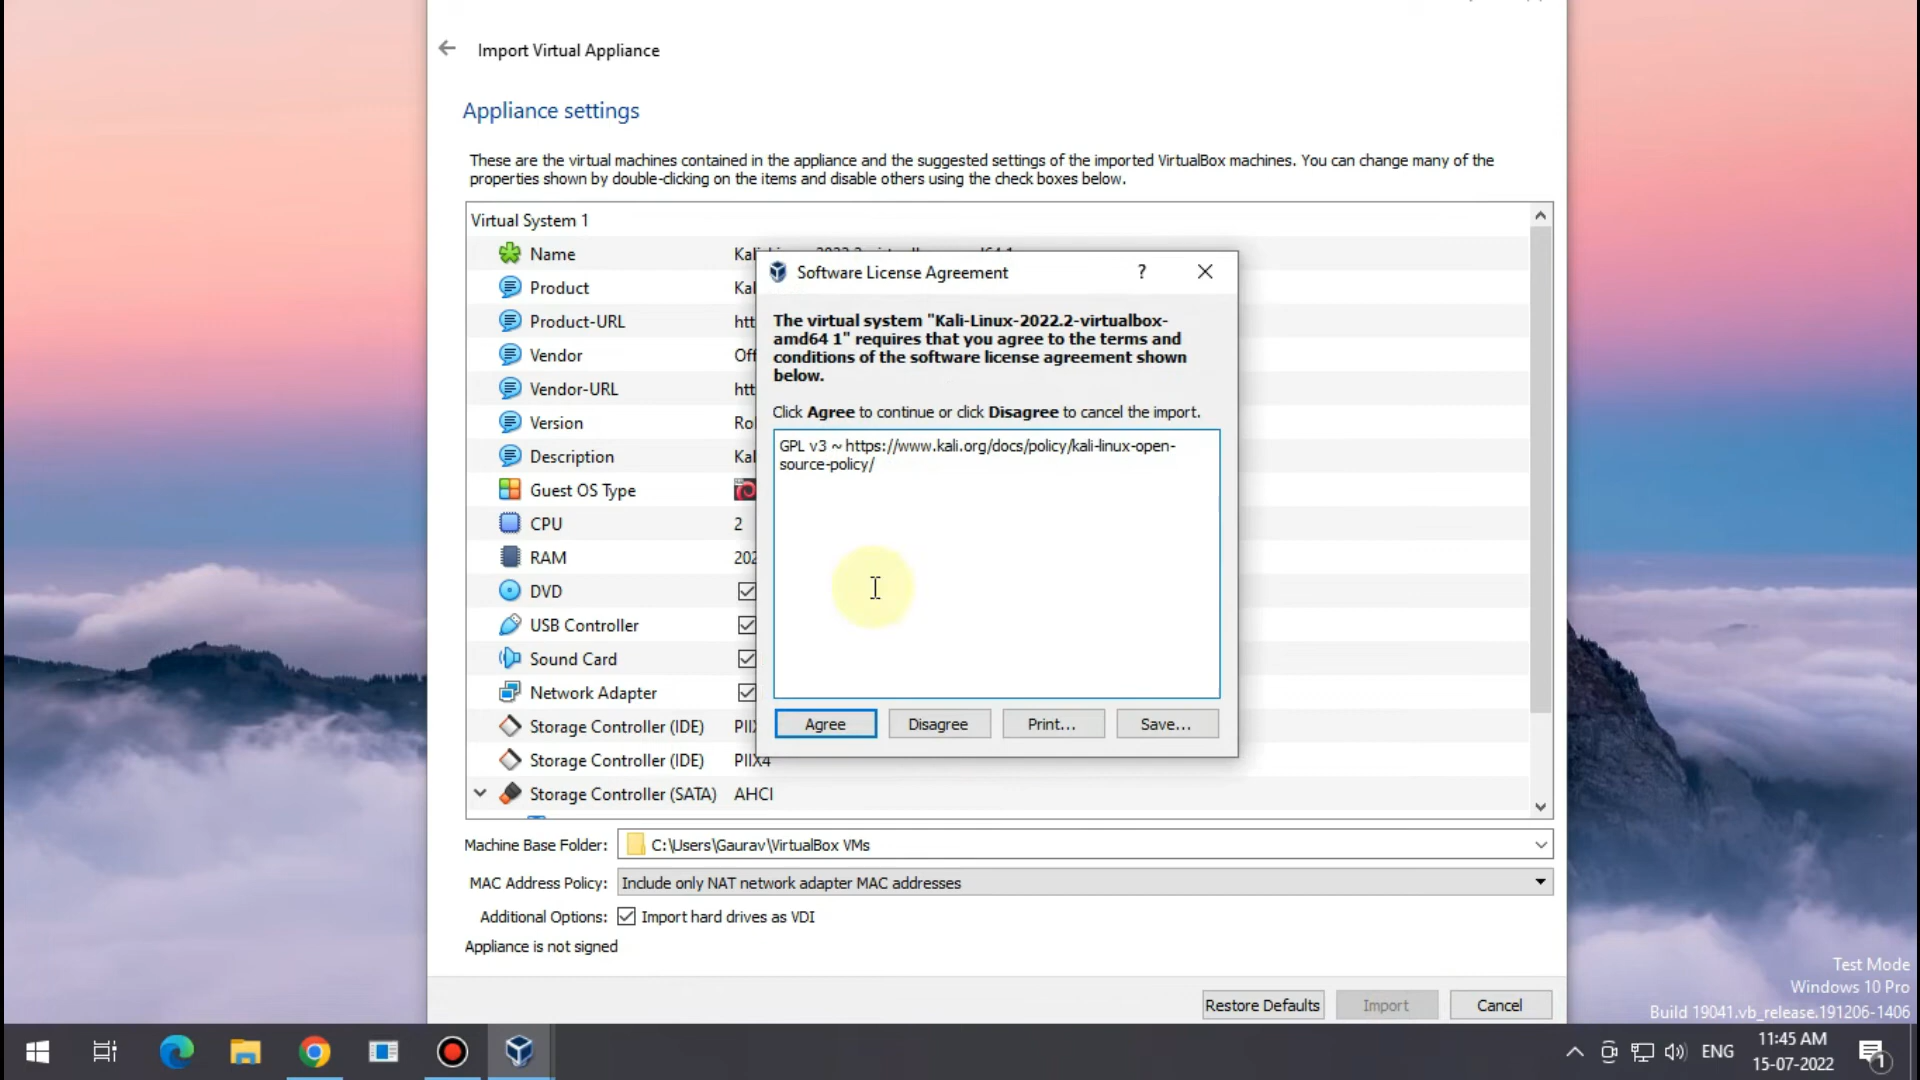 Import Virtual Appliance
Appliance settings
These are the virtual machines contained in the appliance and the suggested settings of the imported VirtualBox machines. You can change many of the
properties shown by double-clicking on the items and disable others using the check boxes below.
Virtual System 1
Name
Product
Product-URL
Vendor
Vendor-URL
Version
Description
Guest OS Type
CPU 2
RAM
DVD
USB Controller
Sound Card
Network Adapter
Storage Controller (IDE)
Storage Controller (IDE) PIIX4
Storage Controller (SATA) AHCI
Software License Agreement ?
The virtual system "Kali-Linux-2022.2-virtualbox-
amd64 1" requires that you agree to the terms and
conditions of the software license agreement shown
below.
Click Agree to continue or click Disagree to cancel the import.
GPL v3 ~ https://www.kali.org/docs/policy/kali-linux-open-
source-policy/
Agree Disagree Print... Save...
Machine Base Folder: C:\Users\Gaurav\VirtualBox VMs
MAC Address Policy: Include only NAT network adapter MAC addresses
Additional Options: Import hard drives as VDI
Appliance is not signed
Restore Defaults Import Cancel
Test Mode
Windows 10 Pro
Build 19041.vb_release.191206-1406
ENG
11:45 AM
15-07-2022
1